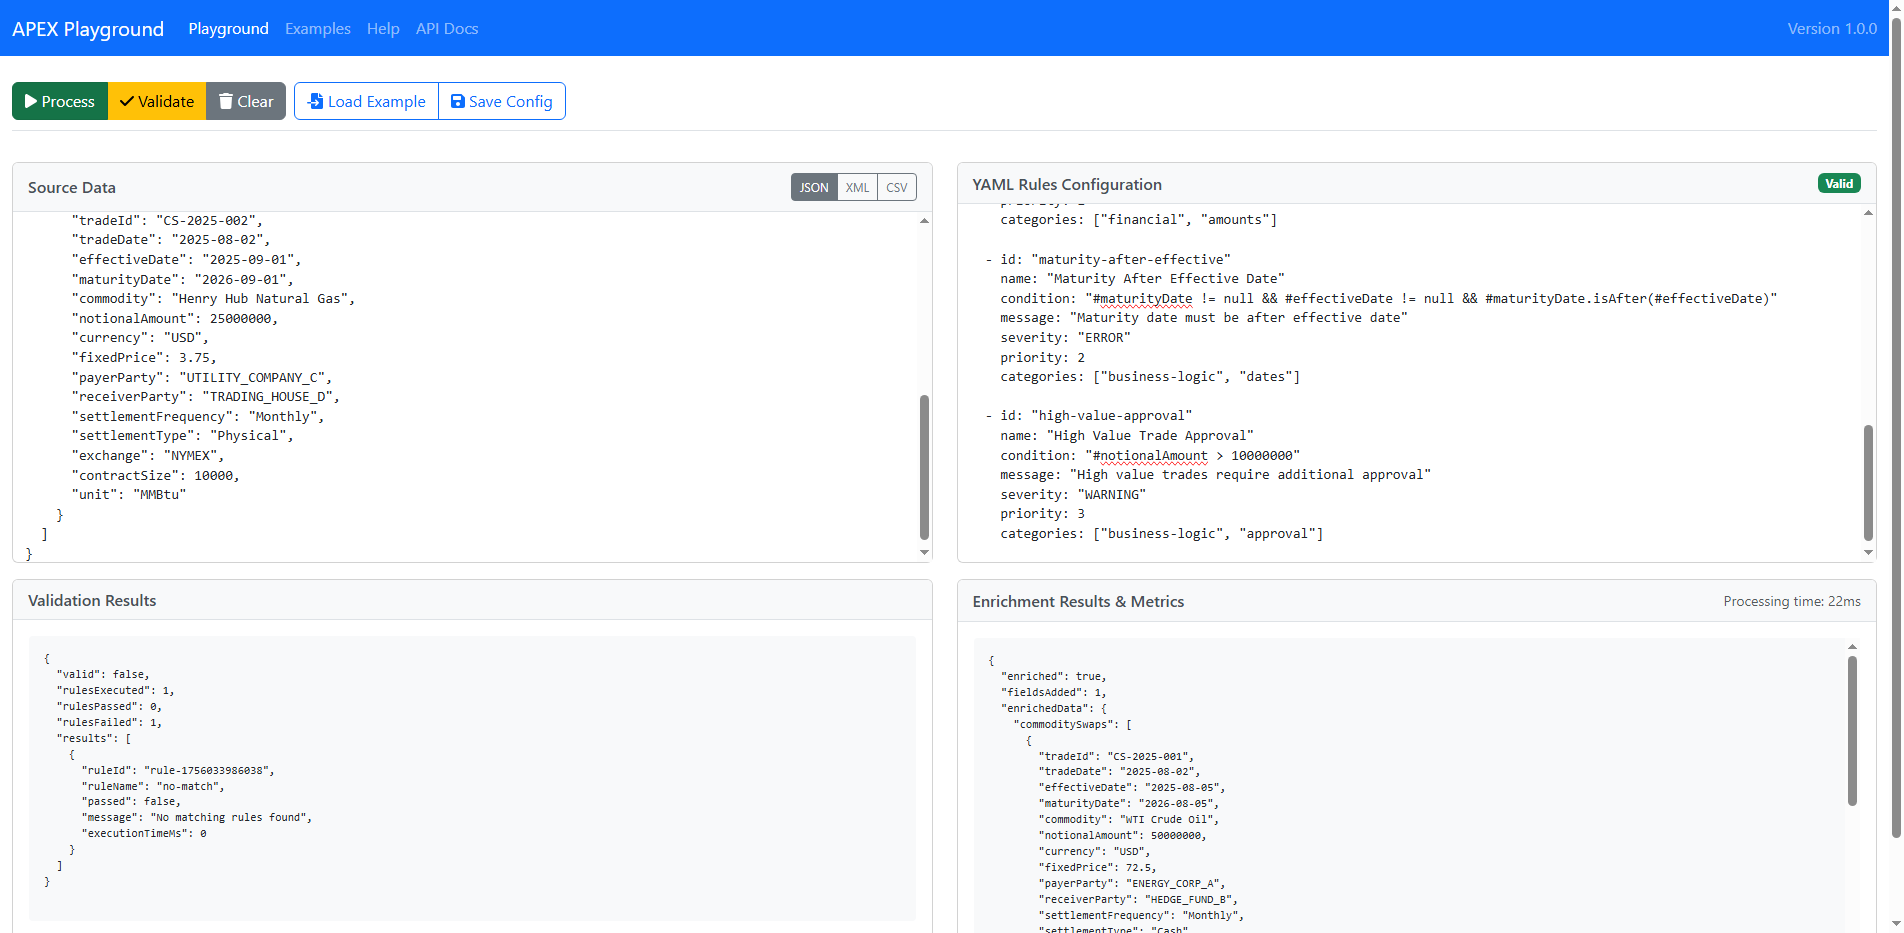 APEX Playground Playground Examples Help API Docs Version 1.0.0
Process Validate Clear Load Example Save Config
Source Data JSON XML CSV
"tradeId": "CS-2025-002",
"tradeDate": "2025-08-02",
"effectiveDate": "2025-09-01",
"maturityDate": "2026-09-01",
"commodity": "Henry Hub Natural Gas",
"notionalAmount": 25000000,
"currency": "USD",
"fixedPrice": 3.75,
"payerParty": "UTILITY_COMPANY_C",
"receiverParty": "TRADING_HOUSE_D",
"settlementFrequency": "Monthly",
"settlementType": "Physical",
"exchange": "NYMEX",
"contractSize": 10000,
"unit": "MMBtu"
}
]
}
YAML Rules Configuration Valid
categories: ["financial", "amounts"]
- id: "maturity-after-effective"
name: "Maturity After Effective Date"
condition: "#maturityDate != null && #effectiveDate != null && #maturityDate.isAfter(#effectiveDate)"
message: "Maturity date must be after effective date"
severity: "ERROR"
priority: 2
categories: ["business-logic", "dates"]
- id: "high-value-approval"
name: "High Value Trade Approval"
condition: "#notionalAmount > 10000000"
message: "High value trades require additional approval"
severity: "WARNING"
priority: 3
categories: ["business-logic", "approval"]
Validation Results
{
"valid": false,
"rulesExecuted": 1,
"rulesPassed": 0,
"rulesFailed": 1,
"results": [
{
"ruleId": "rule-1756033986038",
"ruleName": "no-match",
"passed": false,
"message": "No matching rules found",
"executionTimeMs": 0
}
]
}
Enrichment Results & Metrics Processing time: 22ms
{
"enriched": true,
"fieldsAdded": 1,
"enrichedData": {
"commoditySwaps": [
{
"tradeId": "CS-2025-001",
"tradeDate": "2025-08-02",
"effectiveDate": "2025-08-05",
"maturityDate": "2026-08-05",
"commodity": "WTI Crude Oil",
"notionalAmount": 50000000,
"currency": "USD",
"fixedPrice": 72.5,
"payerParty": "ENERGY_CORP_A",
"receiverParty": "HEDGE_FUND_B",
"settlementFrequency": "Monthly",
"settlementType": "Cash"